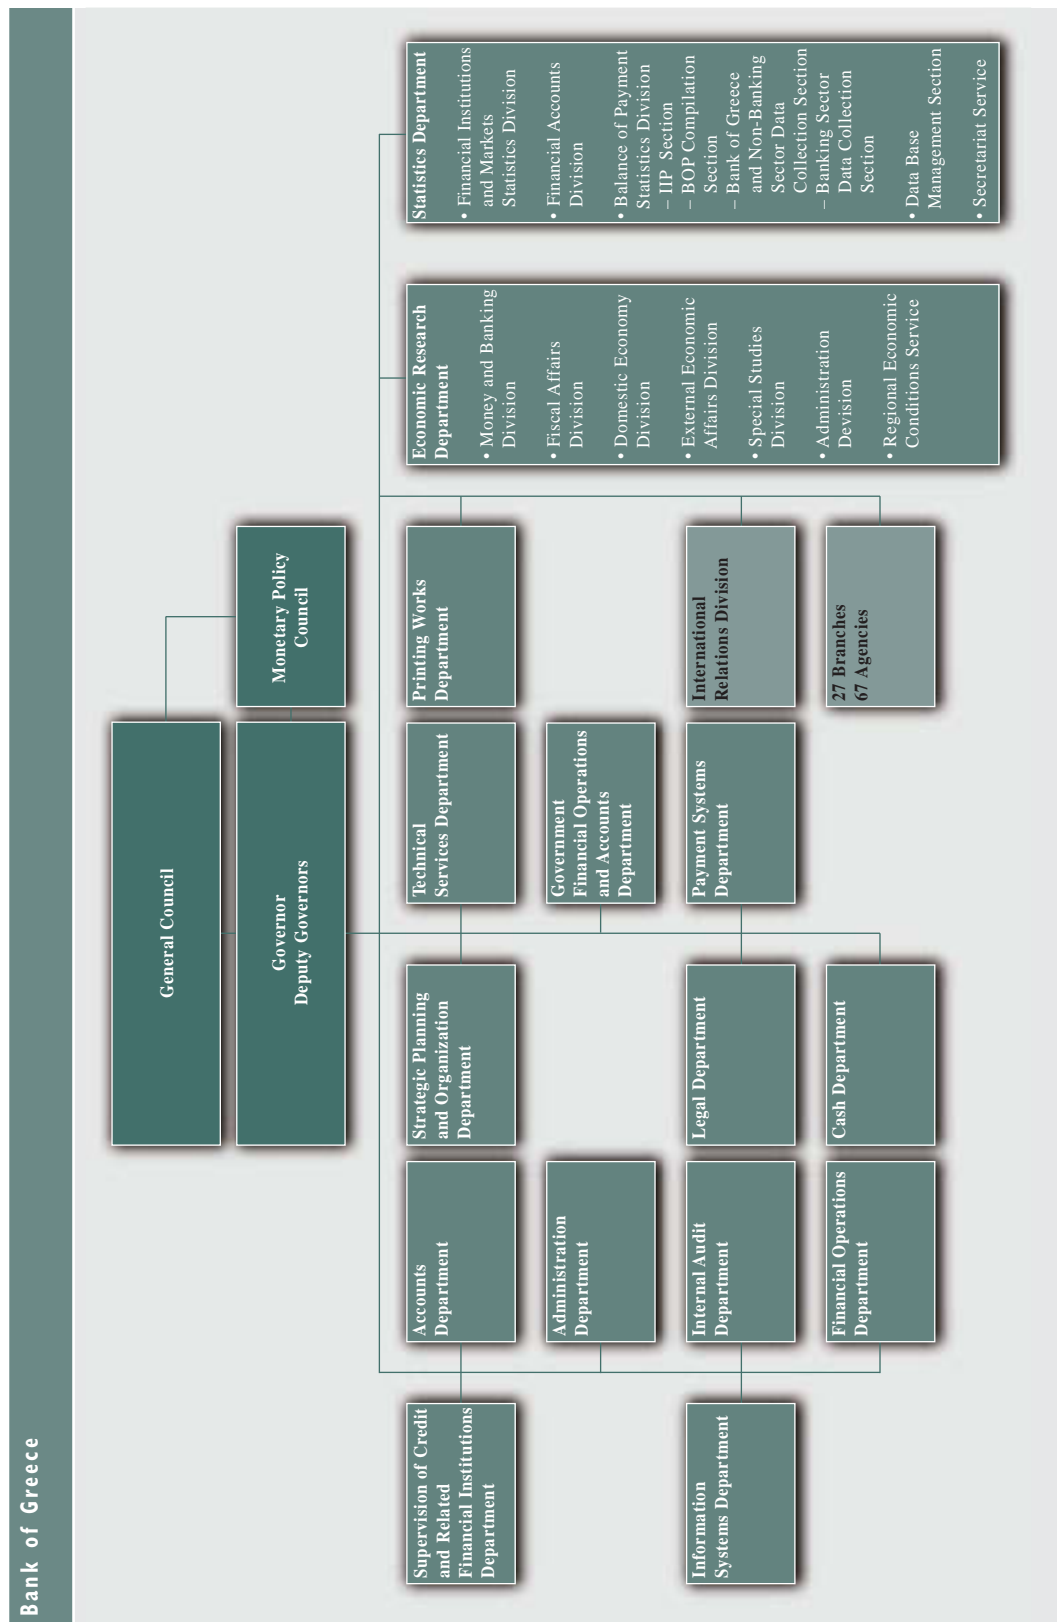 Bank of Greece
General Council
Governor
Deputy Governors
Monetary Policy
Council
Supervision of Credit
and Related
Financial Institutions
Department
Information
Systems Department
Accounts
Department
Administration
Department
Internal Audit
Department
Financial Operations
Department
Strategic Planning
and Organization
Department
Legal Department
Cash Department
Technical
Services Department
Government
Financial Operations
and Accounts
Department
Payment Systems
Department
Printing Works
Department
International
Relations Division
27 Branches
67 Agencies
Economic Research
Department
• Money and Banking
Division
• Fiscal Affairs
Division
• Domestic Economy
Division
• External Economic
Affairs Division
• Special Studies
Division
• Administration
Devision
• Regional Economic
Conditions Service
Statistics Department
• Financial Institutions
and Markets
Statistics Division
• Financial Accounts
Division
• Balance of Payment
Statistics Division
– IIP Section
– BOP Compilation
Section
– Bank of Greece
and Non-Banking
Sector Data
Collection Section
– Banking Sector
Data Collection
Section
• Data Base
Management Section
• Secretariat Service